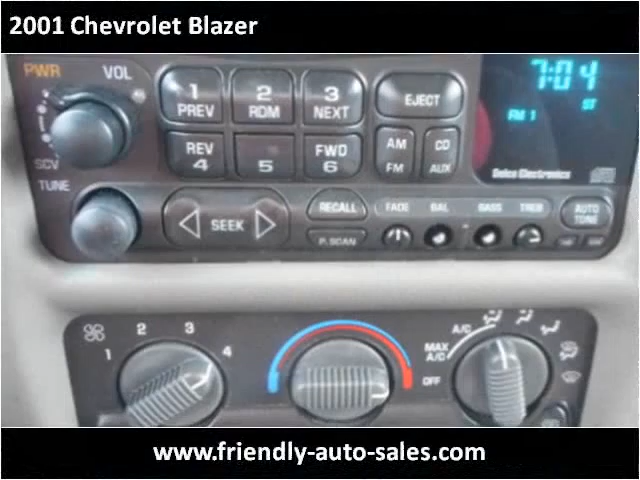 2001 Chevrolet Blazer
PWR VOL
1 PREV 2 RDM 3 NEXT EJECT
7:04
FM 1 ST
REV 4 5 FWD 6 AM FM CD AUX
SCV
Delco Electronics
TUNE
SEEK RECALL FADE BAL BASS TREB AUTO TONE
P.SCAN
1 2 3 4
A/C
MAX A/C
OFF
www.friendly-auto-sales.com